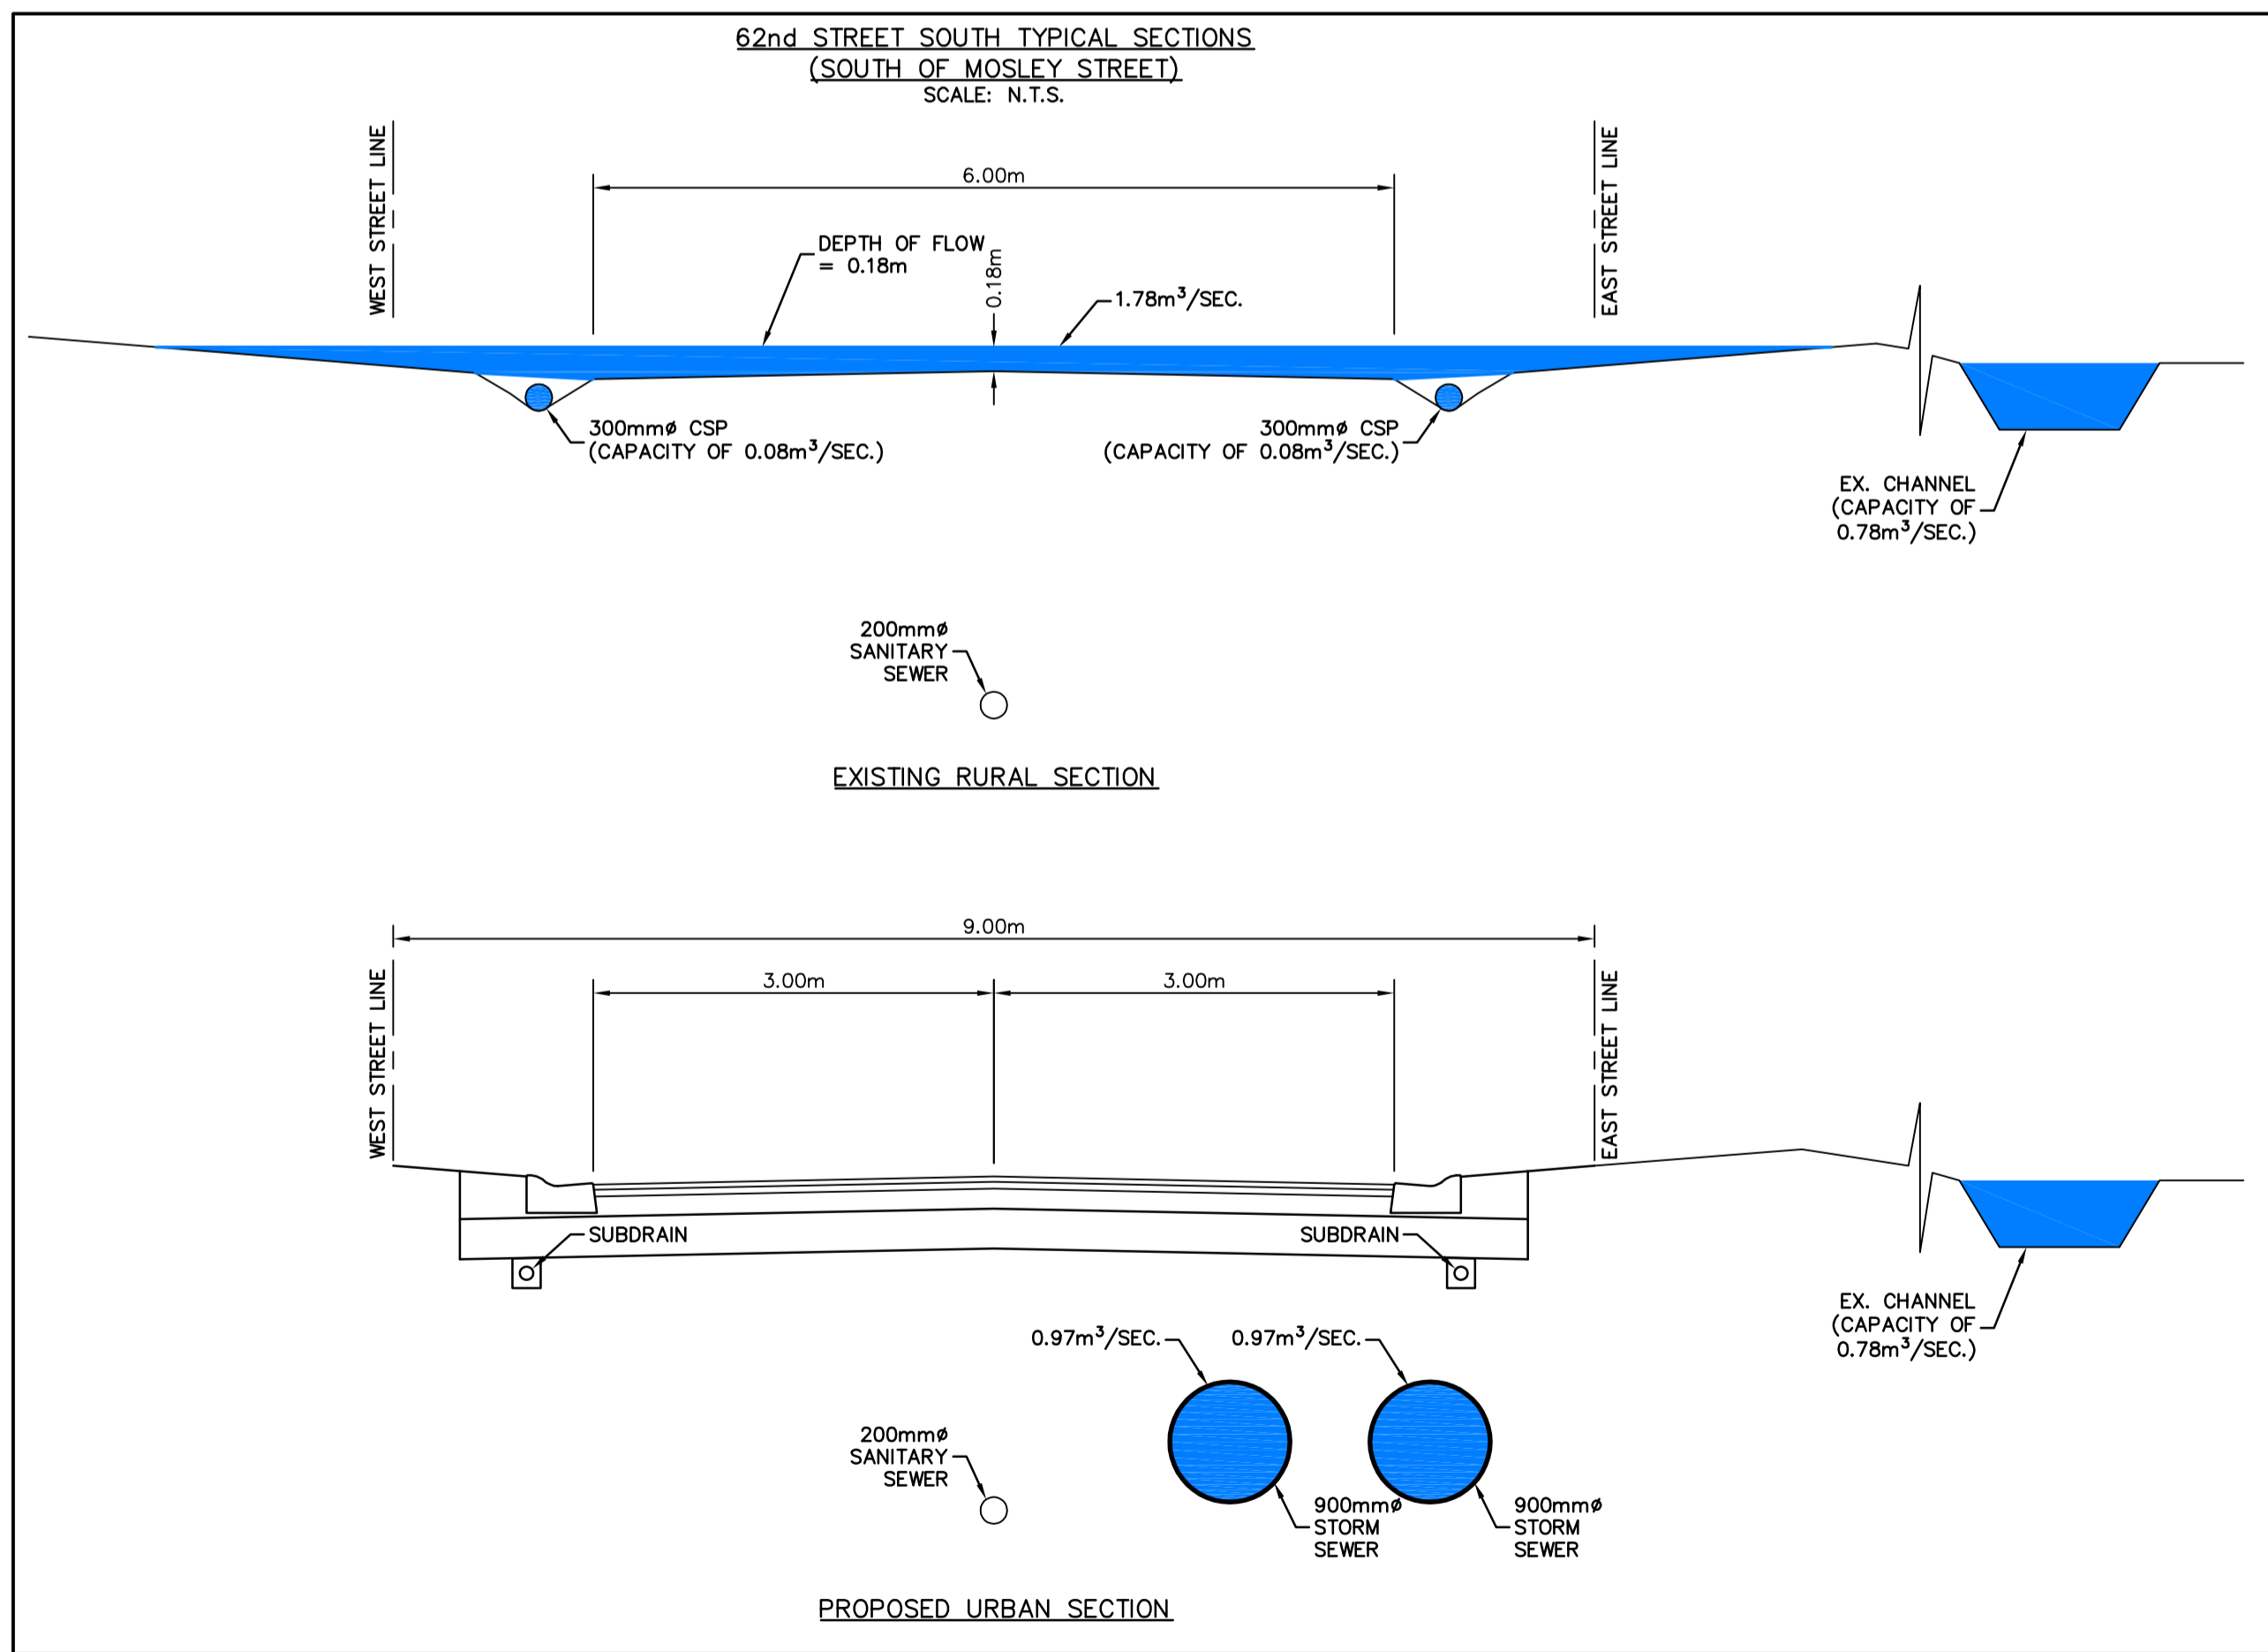 62nd STREET SOUTH TYPICAL SECTIONS
(SOUTH OF MOSLEY STREET)
SCALE: N.T.S.
WEST STREET LINE
EAST STREET LINE
6.00m
DEPTH OF FLOW
= 0.18m
0.18m
1.78m³/SEC.
300mmø CSP
(CAPACITY OF 0.08m³/SEC.)
300mmø CSP
(CAPACITY OF 0.08m³/SEC.)
EX. CHANNEL
(CAPACITY OF
0.78m³/SEC.)
200mmø
SANITARY
SEWER
EXISTING RURAL SECTION
9.00m
WEST STREET LINE
EAST STREET LINE
3.00m
3.00m
SUBDRAIN
SUBDRAIN
EX. CHANNEL
(CAPACITY OF
0.78m³/SEC.)
0.97m³/SEC.
0.97m³/SEC.
200mmø
SANITARY
SEWER
900mmø
STORM
SEWER
900mmø
STORM
SEWER
PROPOSED URBAN SECTION